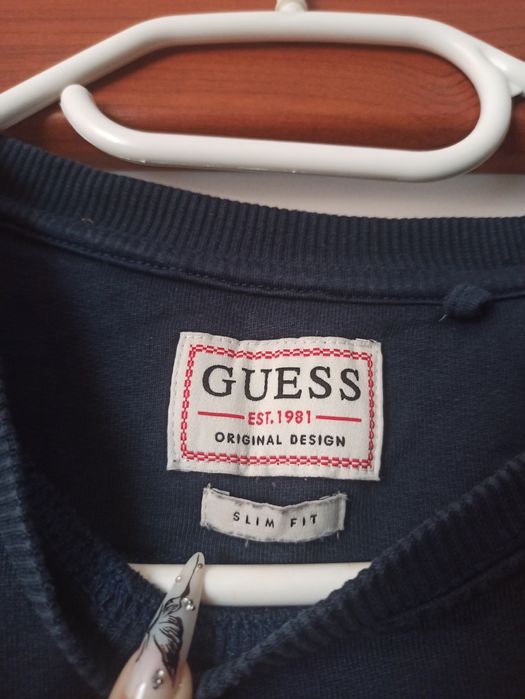 GUESS
EST. 1981
ORIGINAL DESIGN
SLIM FIT